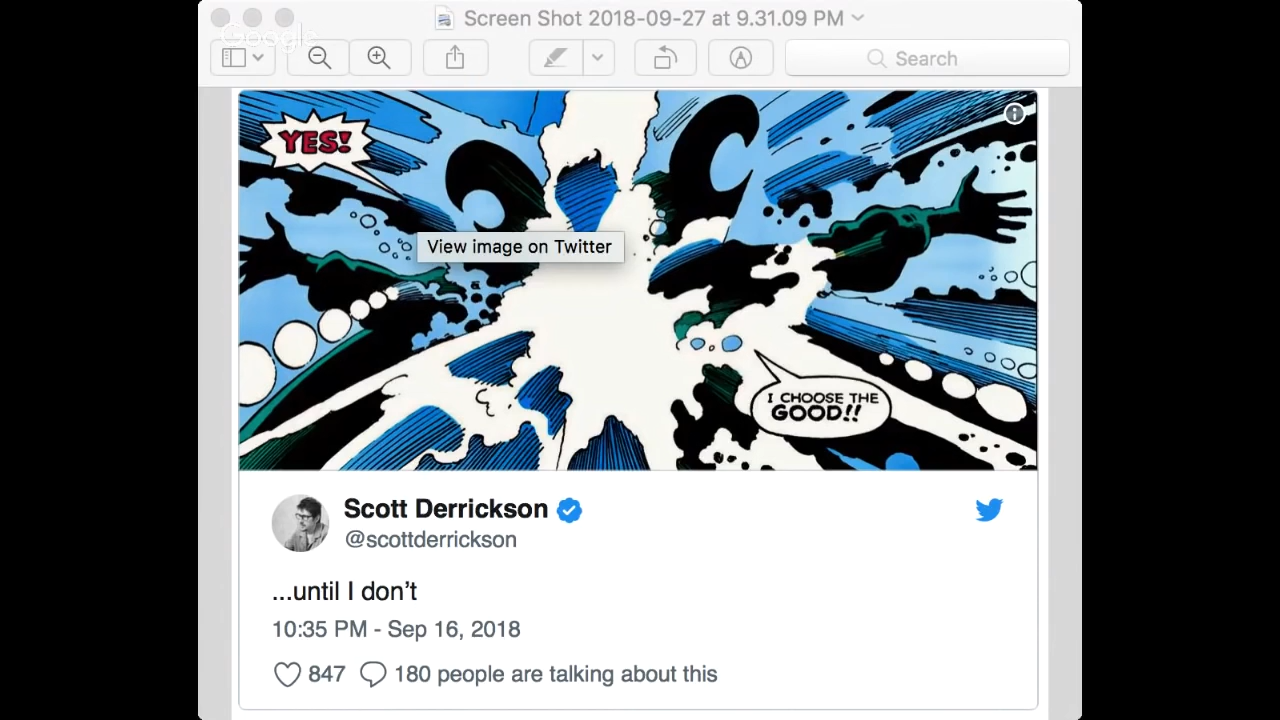 Screen Shot 2018-09-27 at 9.31.09 PM
Google
Search
YES!
View image on Twitter
I CHOOSE THE
GOOD!!
Scott Derrickson
@scottderrickson
...until I don’t
10:35 PM - Sep 16, 2018
847 180 people are talking about this